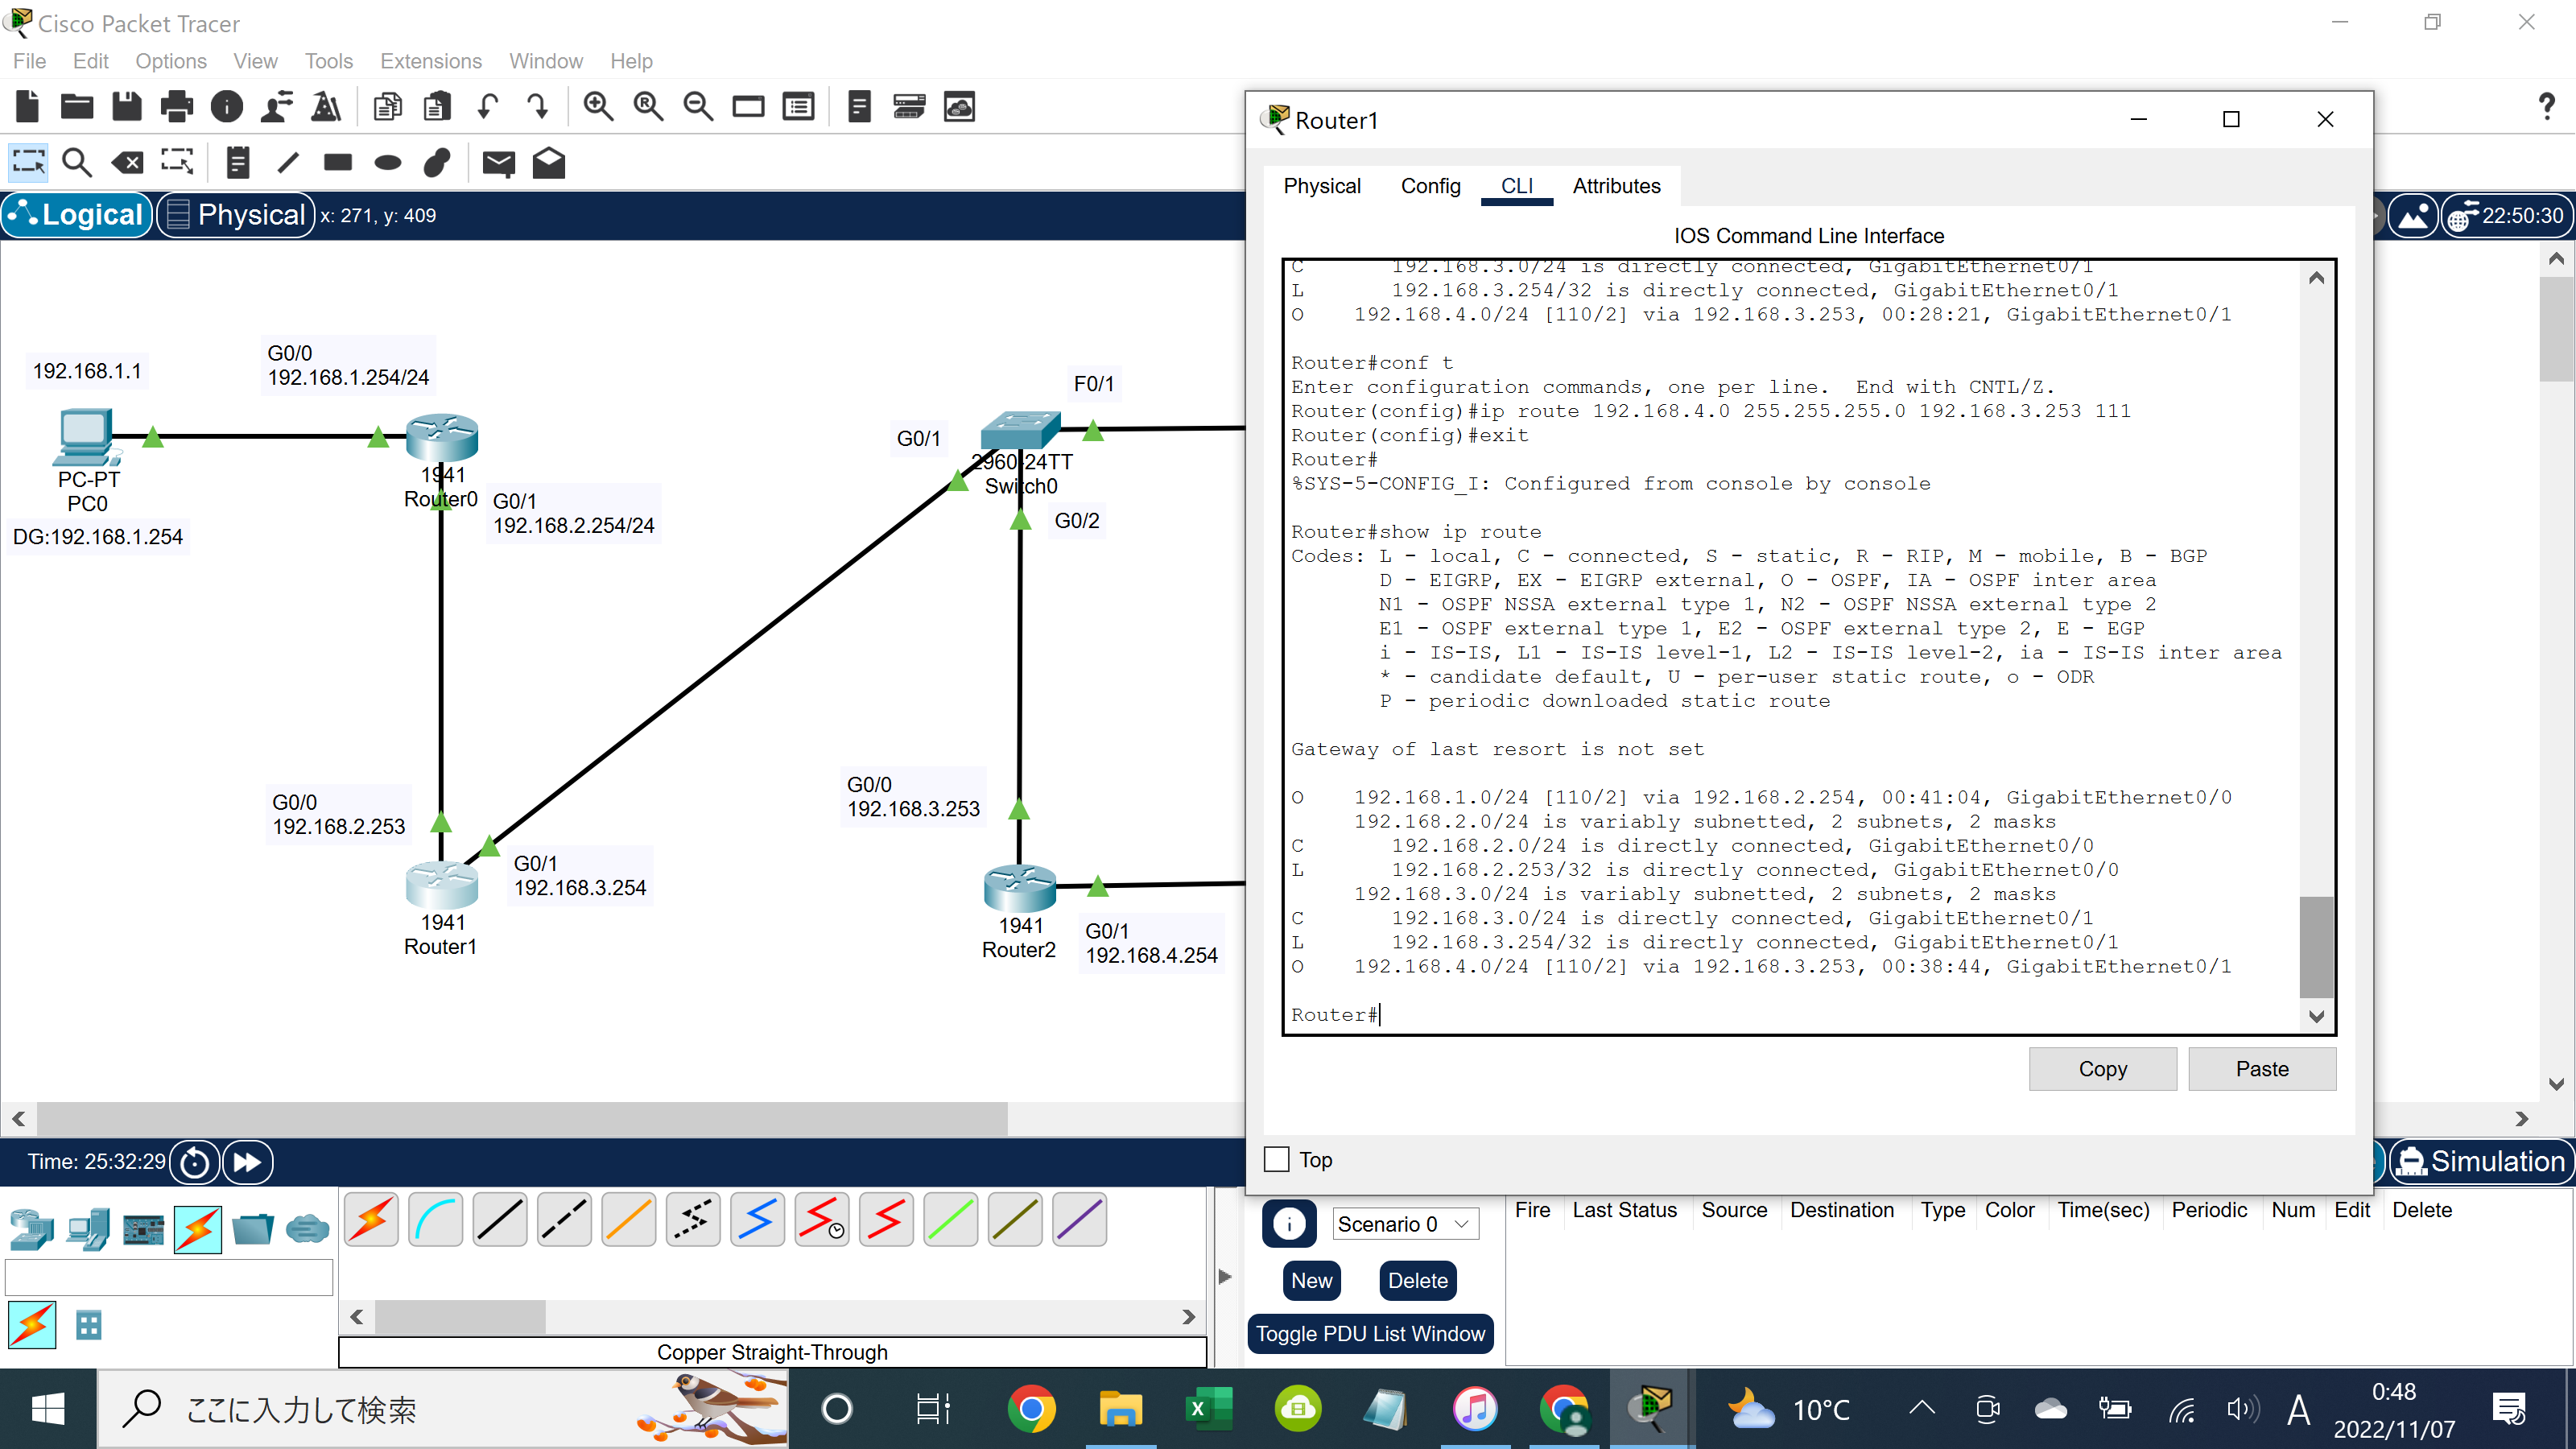 Cisco Packet Tracer
File Edit Options View Tools Extensions Window Help
Logical Physical x: 271, y: 409
22:50:30
192.168.1.1
G0/0
192.168.1.254/24
PC-PT
PC0
DG:192.168.1.254
1941
Router0
G0/1
192.168.2.254/24
F0/1
G0/1
2960-24TT
Switch0
G0/2
G0/0
192.168.2.253
G0/1
192.168.3.254
1941
Router1
G0/0
192.168.3.253
1941
Router2
G0/1
192.168.4.254
Router1
Physical Config CLI Attributes
IOS Command Line Interface
C 192.168.3.0/24 is directly connected, GigabitEthernet0/1
L 192.168.3.254/32 is directly connected, GigabitEthernet0/1
O 192.168.4.0/24 [110/2] via 192.168.3.253, 00:28:21, GigabitEthernet0/1
Router#conf t
Enter configuration commands, one per line. End with CNTL/Z.
Router(config)#ip route 192.168.4.0 255.255.255.0 192.168.3.253 111
Router(config)#exit
Router#
%SYS-5-CONFIG_I: Configured from console by console
Router#show ip route
Codes: L - local, C - connected, S - static, R - RIP, M - mobile, B - BGP
D - EIGRP, EX - EIGRP external, O - OSPF, IA - OSPF inter area
N1 - OSPF NSSA external type 1, N2 - OSPF NSSA external type 2
E1 - OSPF external type 1, E2 - OSPF external type 2, E - EGP
i - IS-IS, L1 - IS-IS level-1, L2 - IS-IS level-2, ia - IS-IS inter area
* - candidate default, U - per-user static route, o - ODR
P - periodic downloaded static route
Gateway of last resort is not set
O 192.168.1.0/24 [110/2] via 192.168.2.254, 00:41:04, GigabitEthernet0/0
192.168.2.0/24 is variably subnetted, 2 subnets, 2 masks
C 192.168.2.0/24 is directly connected, GigabitEthernet0/0
L 192.168.2.253/32 is directly connected, GigabitEthernet0/0
192.168.3.0/24 is variably subnetted, 2 subnets, 2 masks
C 192.168.3.0/24 is directly connected, GigabitEthernet0/1
L 192.168.3.254/32 is directly connected, GigabitEthernet0/1
O 192.168.4.0/24 [110/2] via 192.168.3.253, 00:38:44, GigabitEthernet0/1
Router#
Copy Paste
Top
Time: 25:32:29
Simulation
Scenario 0
New Delete
Toggle PDU List Window
Fire Last Status Source Destination Type Color Time(sec) Periodic Num Edit Delete
Copper Straight-Through
ここに入力して検索
10°C
A
0:48
2022/11/07